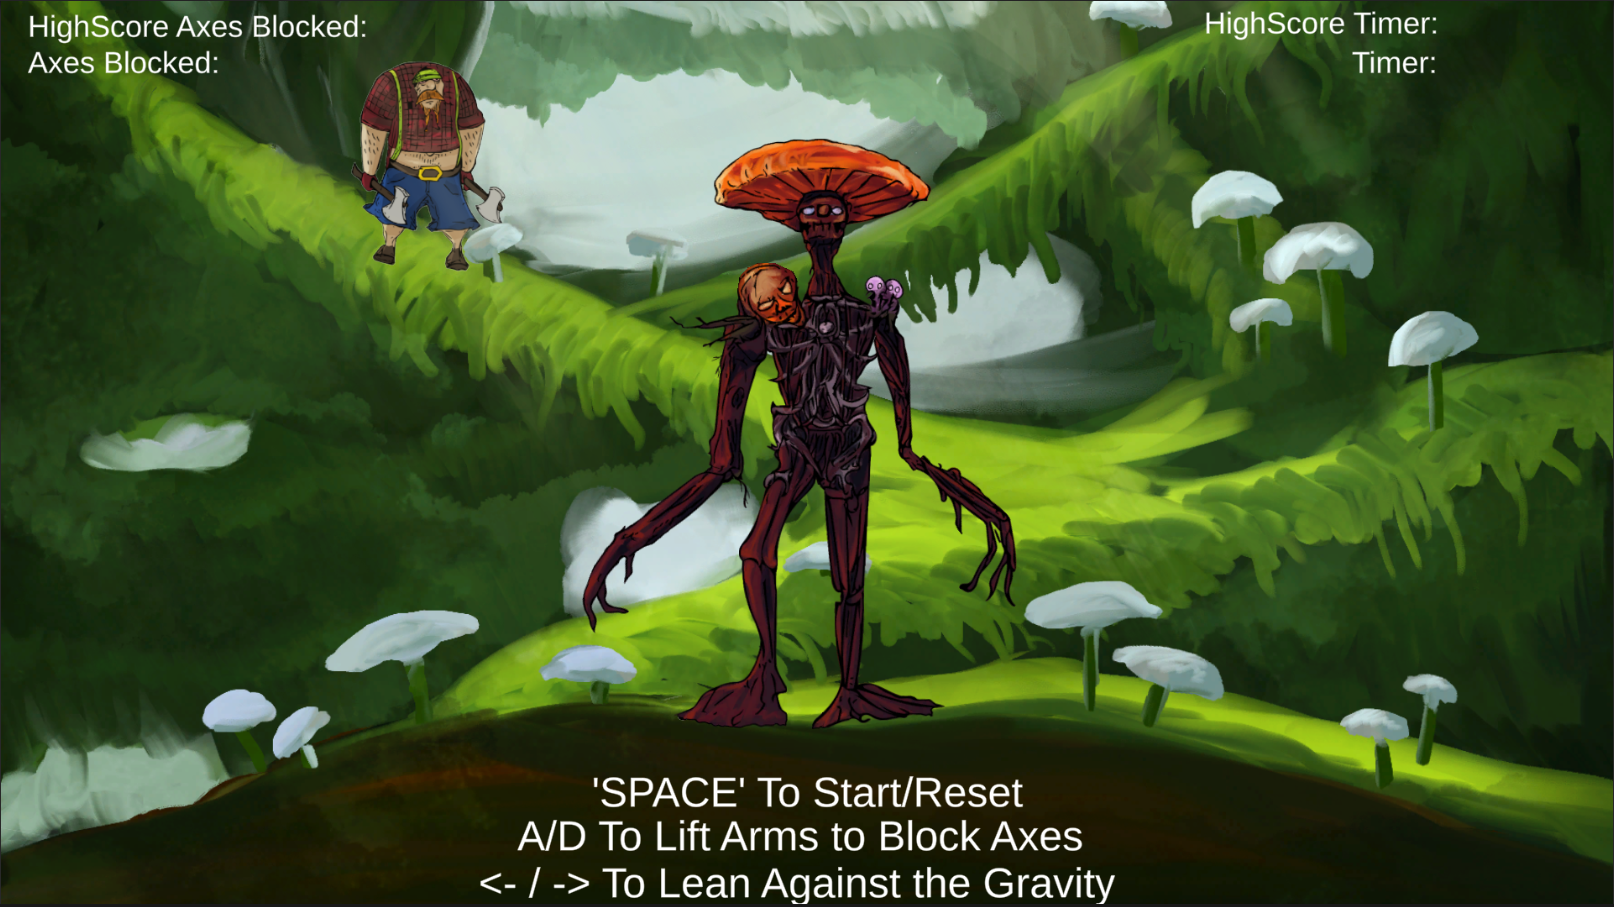 HighScore Axes Blocked:
Axes Blocked:
HighScore Timer:
Timer:
'SPACE' To Start/Reset
A/D To Lift Arms to Block Axes
<- / -> To Lean Against the Gravity